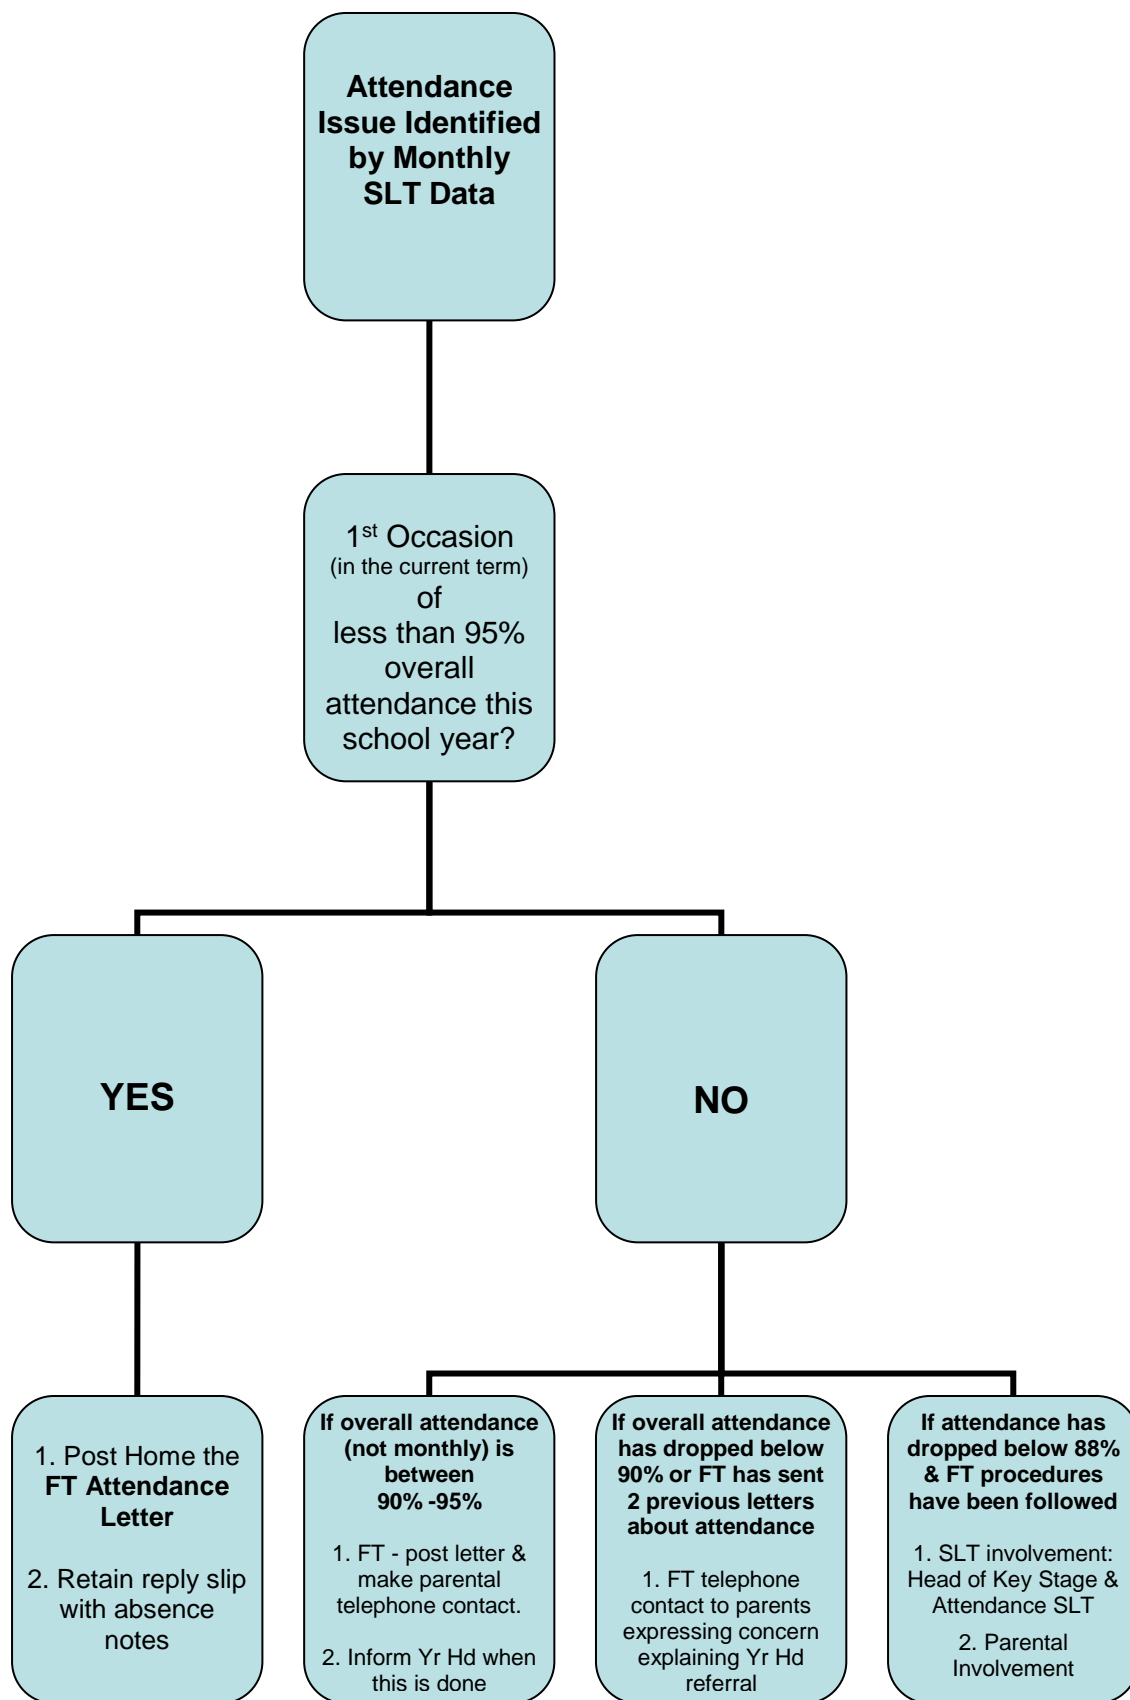 Attendance
Issue Identified
by Monthly
SLT Data
1st Occasion
(in the current term)
of
less than 95%
overall
attendance this
school year?
YES
NO
1. Post Home the
FT Attendance
Letter
2. Retain reply slip
with absence
notes
If overall attendance
(not monthly) is
between
90% -95%
1. FT - post letter &
make parental
telephone contact.
2. Inform Yr Hd when
this is done
If overall attendance
has dropped below
90% or FT has sent
2 previous letters
about attendance
1. FT telephone
contact to parents
expressing concern
explaining Yr Hd
referral
If attendance has
dropped below 88%
& FT procedures
have been followed
1. SLT involvement:
Head of Key Stage &
Attendance SLT
2. Parental
Involvement